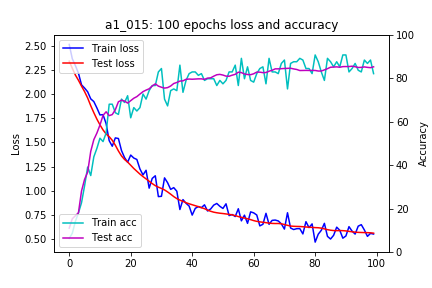 a1_015: 100 epochs loss and accuracy
Train loss
Test loss
Train acc
Test acc
Loss
2.50
2.25
2.00
1.75
1.50
1.25
1.00
0.75
0.50
100
80
60
40
20
0
Accuracy
0 20 40 60 80 100